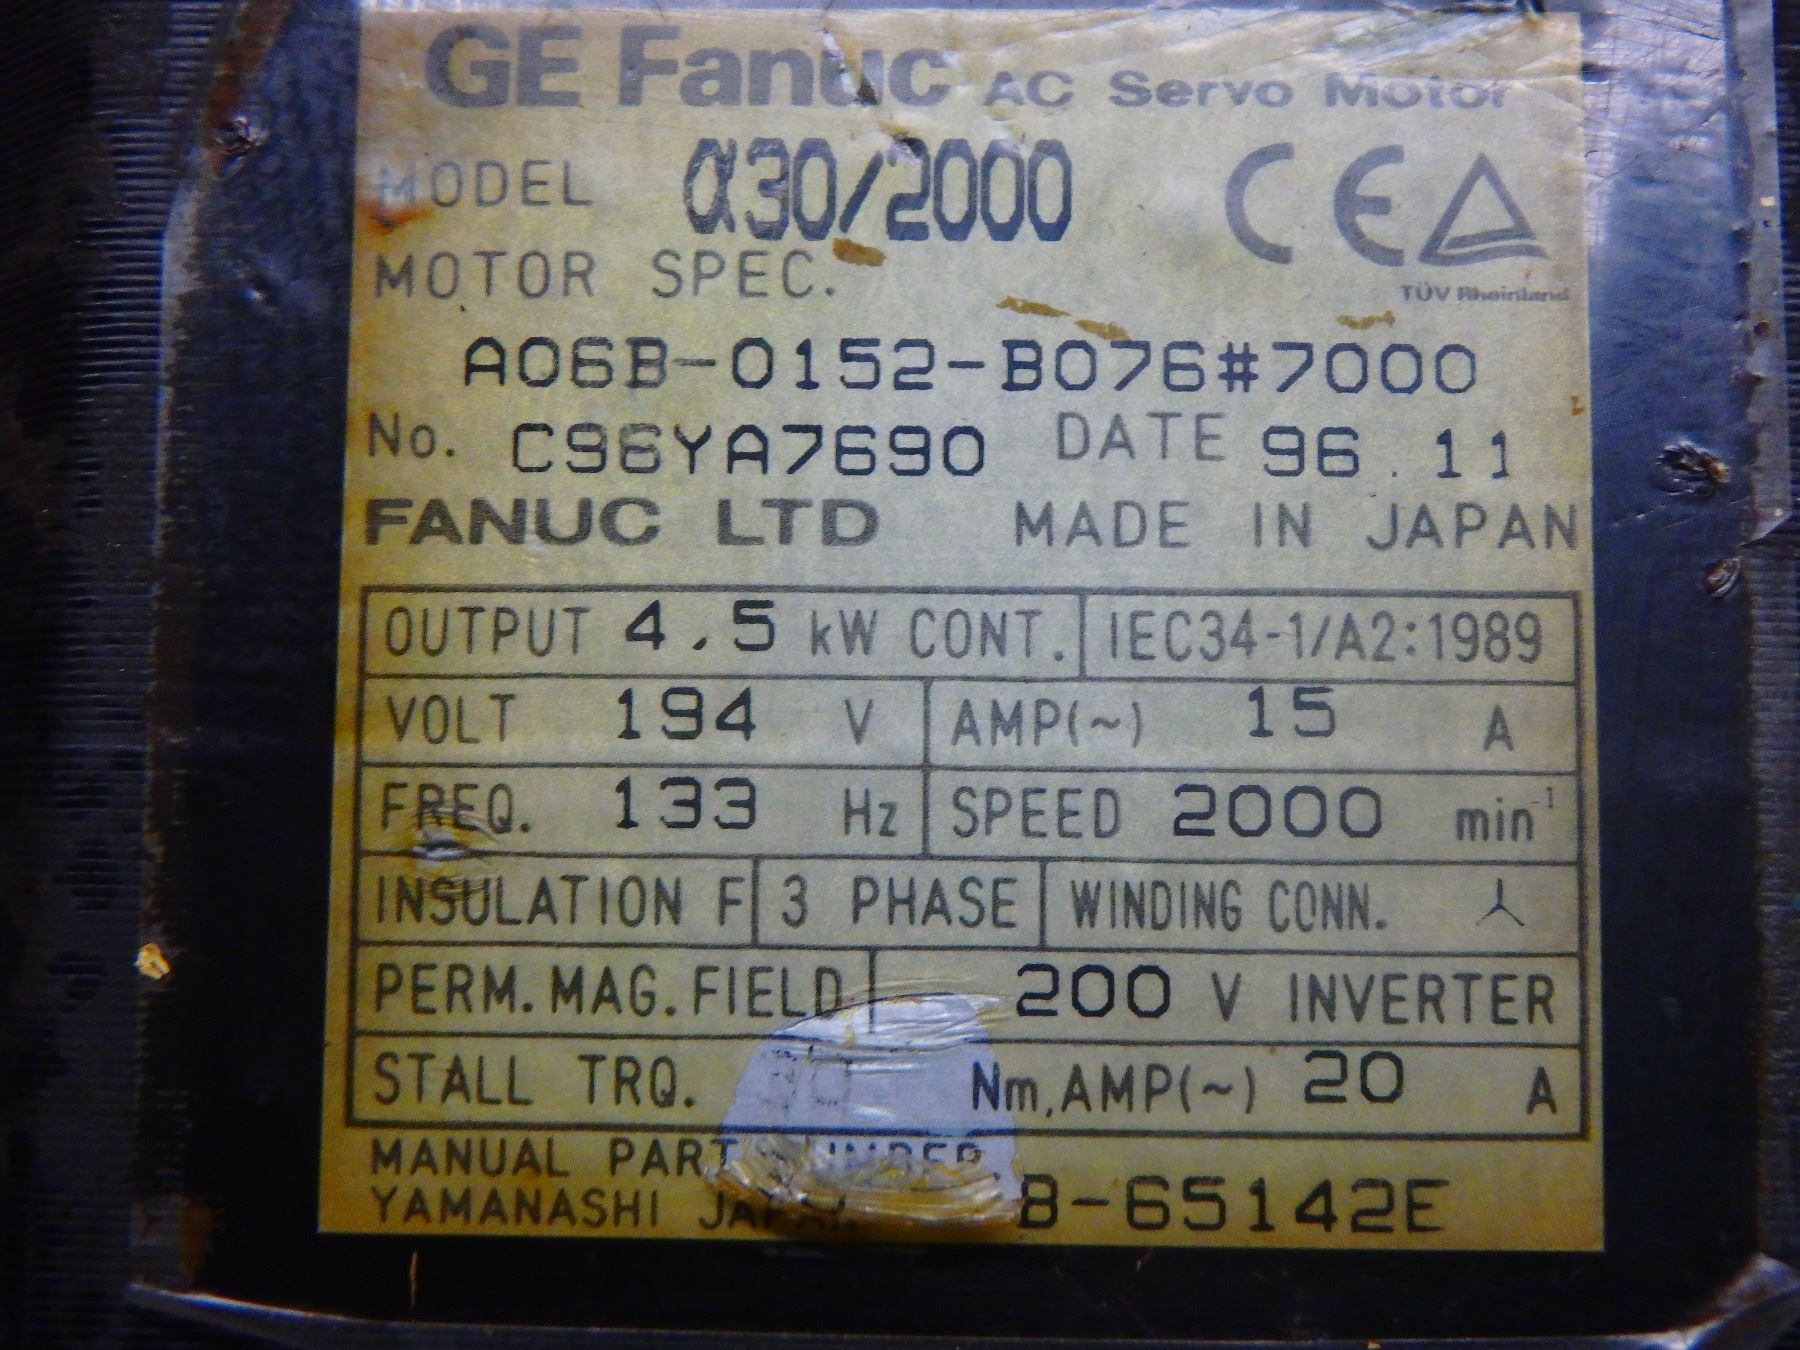 GE Fanuc AC Servo Motor
MODEL α30/2000 CE
TÜV Rheinland
MOTOR SPEC.
A06B-0152-B076#7000
No. C96YA7690 DATE 96.11
FANUC LTD MADE IN JAPAN
OUTPUT 4.5 kW CONT. IEC34-1/A2:1989
VOLT 194 V AMP(~) 15 A
FREQ. 133 Hz SPEED 2000 min-1
INSULATION F 3 PHASE WINDING CONN.
PERM.MAG.FIELD 200 V INVERTER
STALL TRQ. Nm,AMP(~) 20 A
MANUAL PART
YAMANASHI JAPAN B-65142E